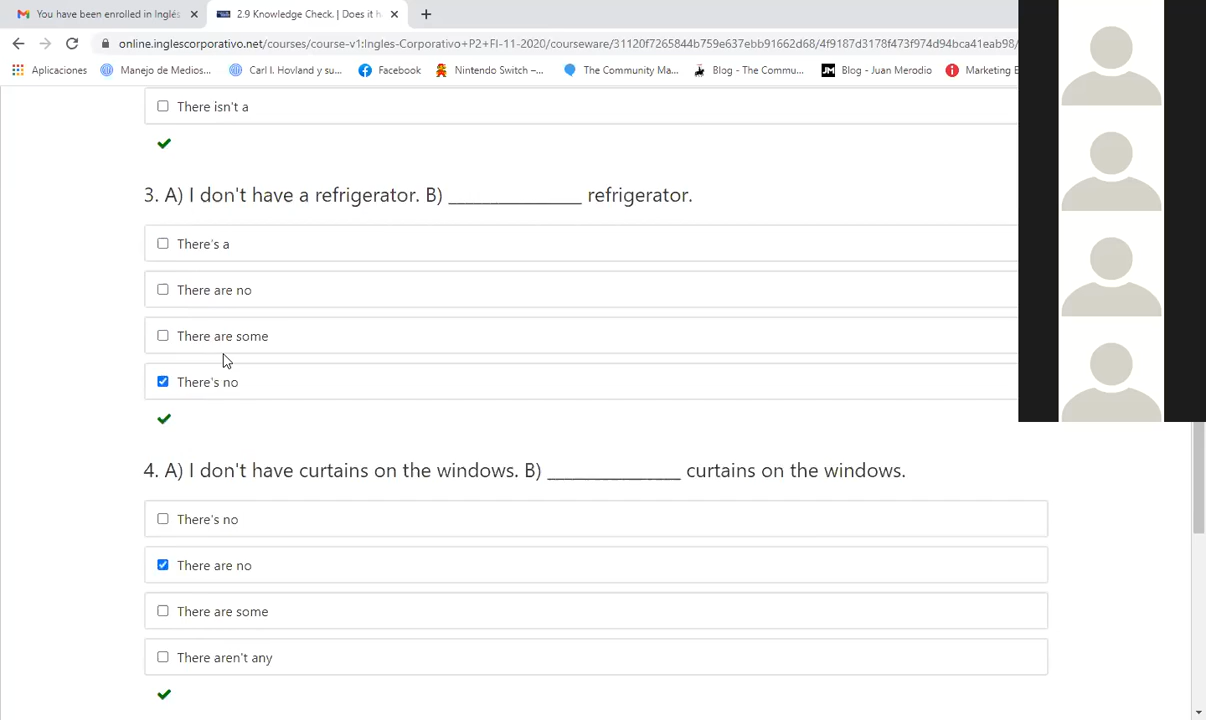 You have been enrolled in Inglés
2.9 Knowledge Check. | Does it h
online.inglescorporativo.net/courses/course-v1:Ingles-Corporativo+P2+FI-11-2020/courseware/31120f7265844b759e637ebb91662d68/4f9187d3178f473f974d94bca41eab98/
Aplicaciones
Manejo de Medios...
Carl I. Hovland y su...
Facebook
Nintendo Switch –...
The Community Ma...
Blog - The Commu...
JM Blog - Juan Merodio
Marketing E
There isn't a
3. A) I don't have a refrigerator. B) _______________ refrigerator.
There's a
There are no
There are some
There's no
4. A) I don't have curtains on the windows. B) _______________ curtains on the windows.
There's no
There are no
There are some
There aren't any